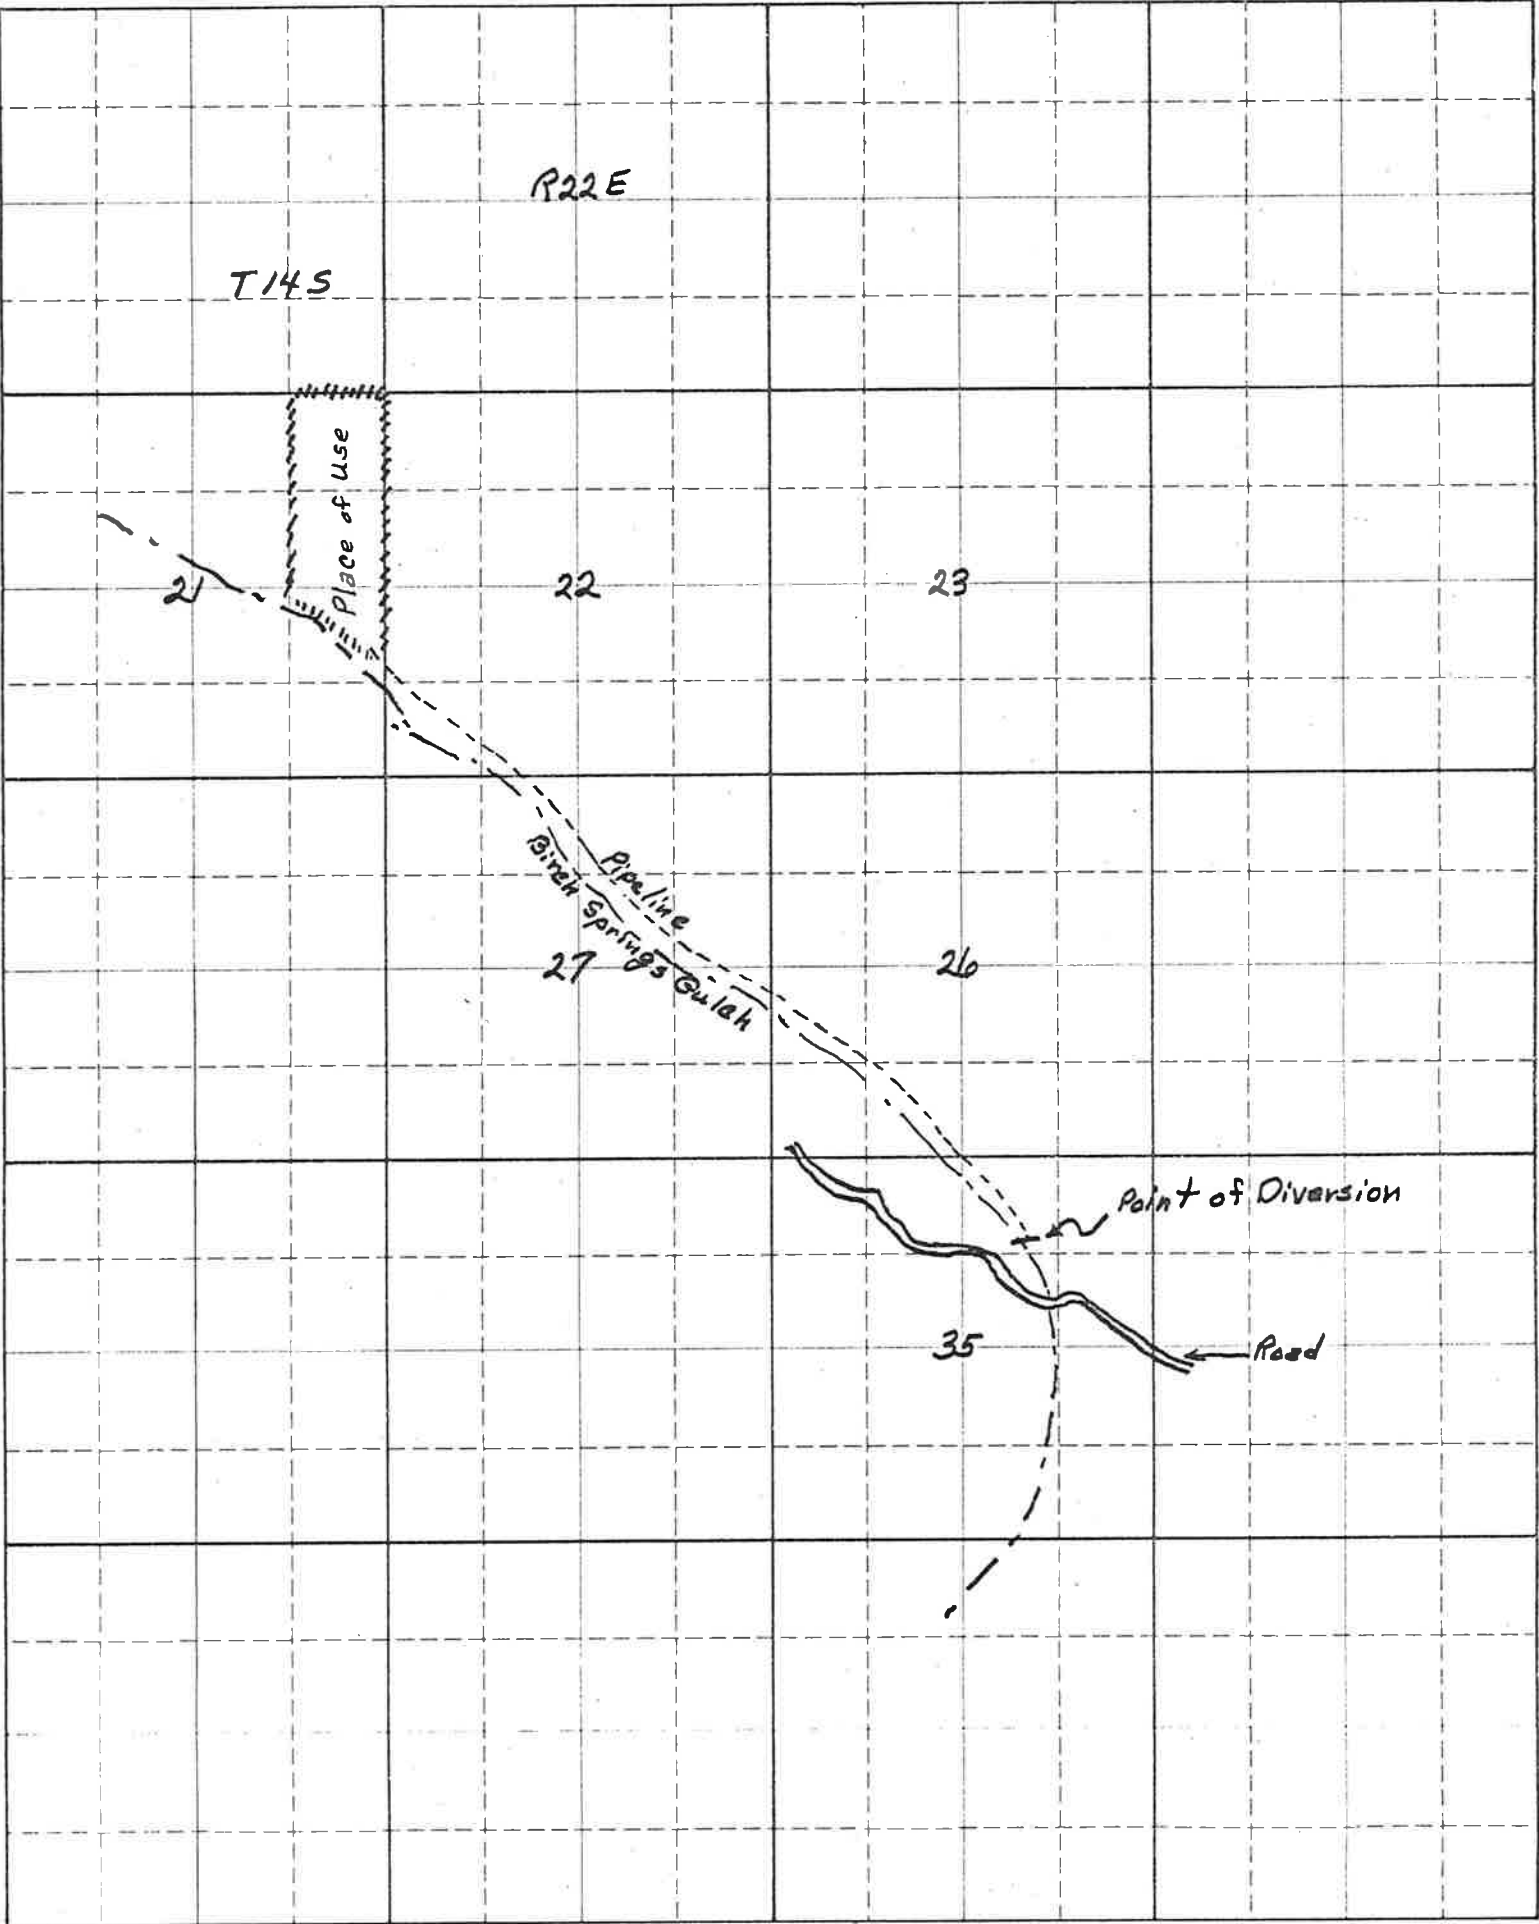 R22E
T14S
Place of Use
21
22
23
Pipeline
Birch Springs Gulch
27
26
Point of Diversion
35
Road